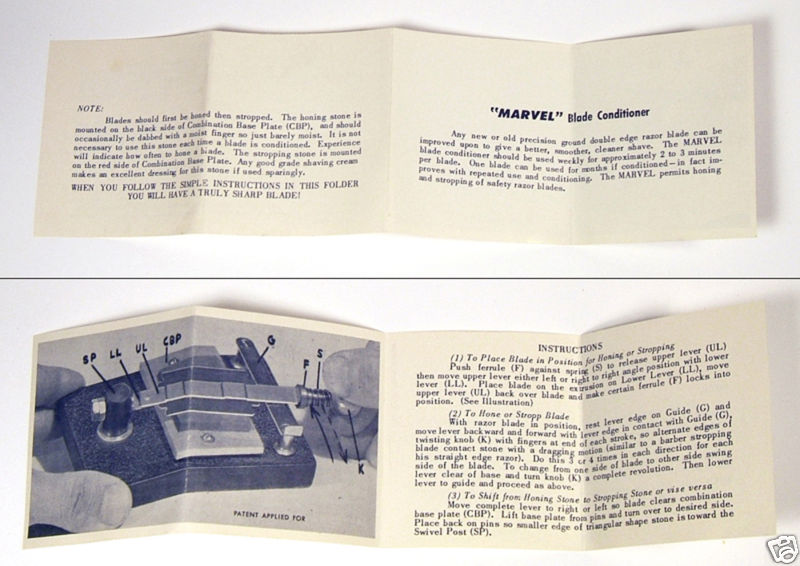 NOTE:
Blades should first be honed then stropped. The honing stone is
mounted on the black side of Combination Base Plate (CBP), and should
occasionally be dabbed with a moist finger so just barely moist. It is not
necessary to use this stone each time a blade is conditioned. Experience
will indicate how often to hone a blade. The stropping stone is mounted
on the red side of Combination Base Plate. Any good grade shaving cream
makes an excellent dressing for this stone if used sparingly.
WHEN YOU FOLLOW THE SIMPLE INSTRUCTIONS IN THIS FOLDER
YOU WILL HAVE A TRULY SHARP BLADE!
"MARVEL" Blade Conditioner
Any new or old precision ground double edge razor blade can be
improved upon to give a better, smoother, cleaner shave. The MARVEL
blade conditioner should be used weekly for approximately 2 to 3 minutes
per blade. One blade can be used for months if conditioned—in fact im-
proves with repeated use and conditioning. The MARVEL permits honing
and stropping of safety razor blades.
SP LL UL CBP G F S K
PATENT APPLIED FOR
INSTRUCTIONS
(1) To Place Blade in Position for Honing or Stropping
Push ferrule (F) against spring (S) to release upper lever (UL)
then move upper lever either left or right to right angle position with lower
lever (LL). Place blade on the extrusion on Lower Lever (LL), move
upper lever (UL) back over blade and make certain ferrule (F) locks into
position. (See Illustration)
(2) To Hone or Stropp Blade
With razor blade in position, rest lever edge on Guide (G) and
move lever backward and forward with lever edge in contact with Guide (G),
twisting knob (K) with fingers at end of each stroke, so alternate edges of
blade contact stone with a dragging motion (similar to a barber stropping
his straight edge razor). Do this 3 or 4 times in each direction for each
side of the blade. To change from one side of blade to other side swing
lever clear of base and turn knob (K) a complete revolution. Then lower
lever to guide and proceed as above.
(3) To Shift from Honing Stone to Stropping Stone or vise versa
Move complete lever to right or left so blade clears combination
base plate (CBP). Lift base plate from pins and turn over to desired side.
Place back on pins so smaller edge of triangular shape stone is toward the
Swivel Post (SP).